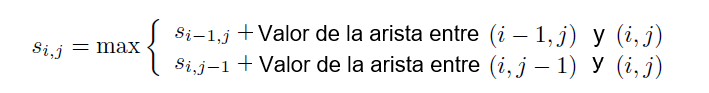 s_{i,j} = max { s_{i−1,j} + Valor de la arista entre (i − 1, j) y (i, j)
s_{i,j−1} + Valor de la arista entre (i, j − 1) y (i, j)